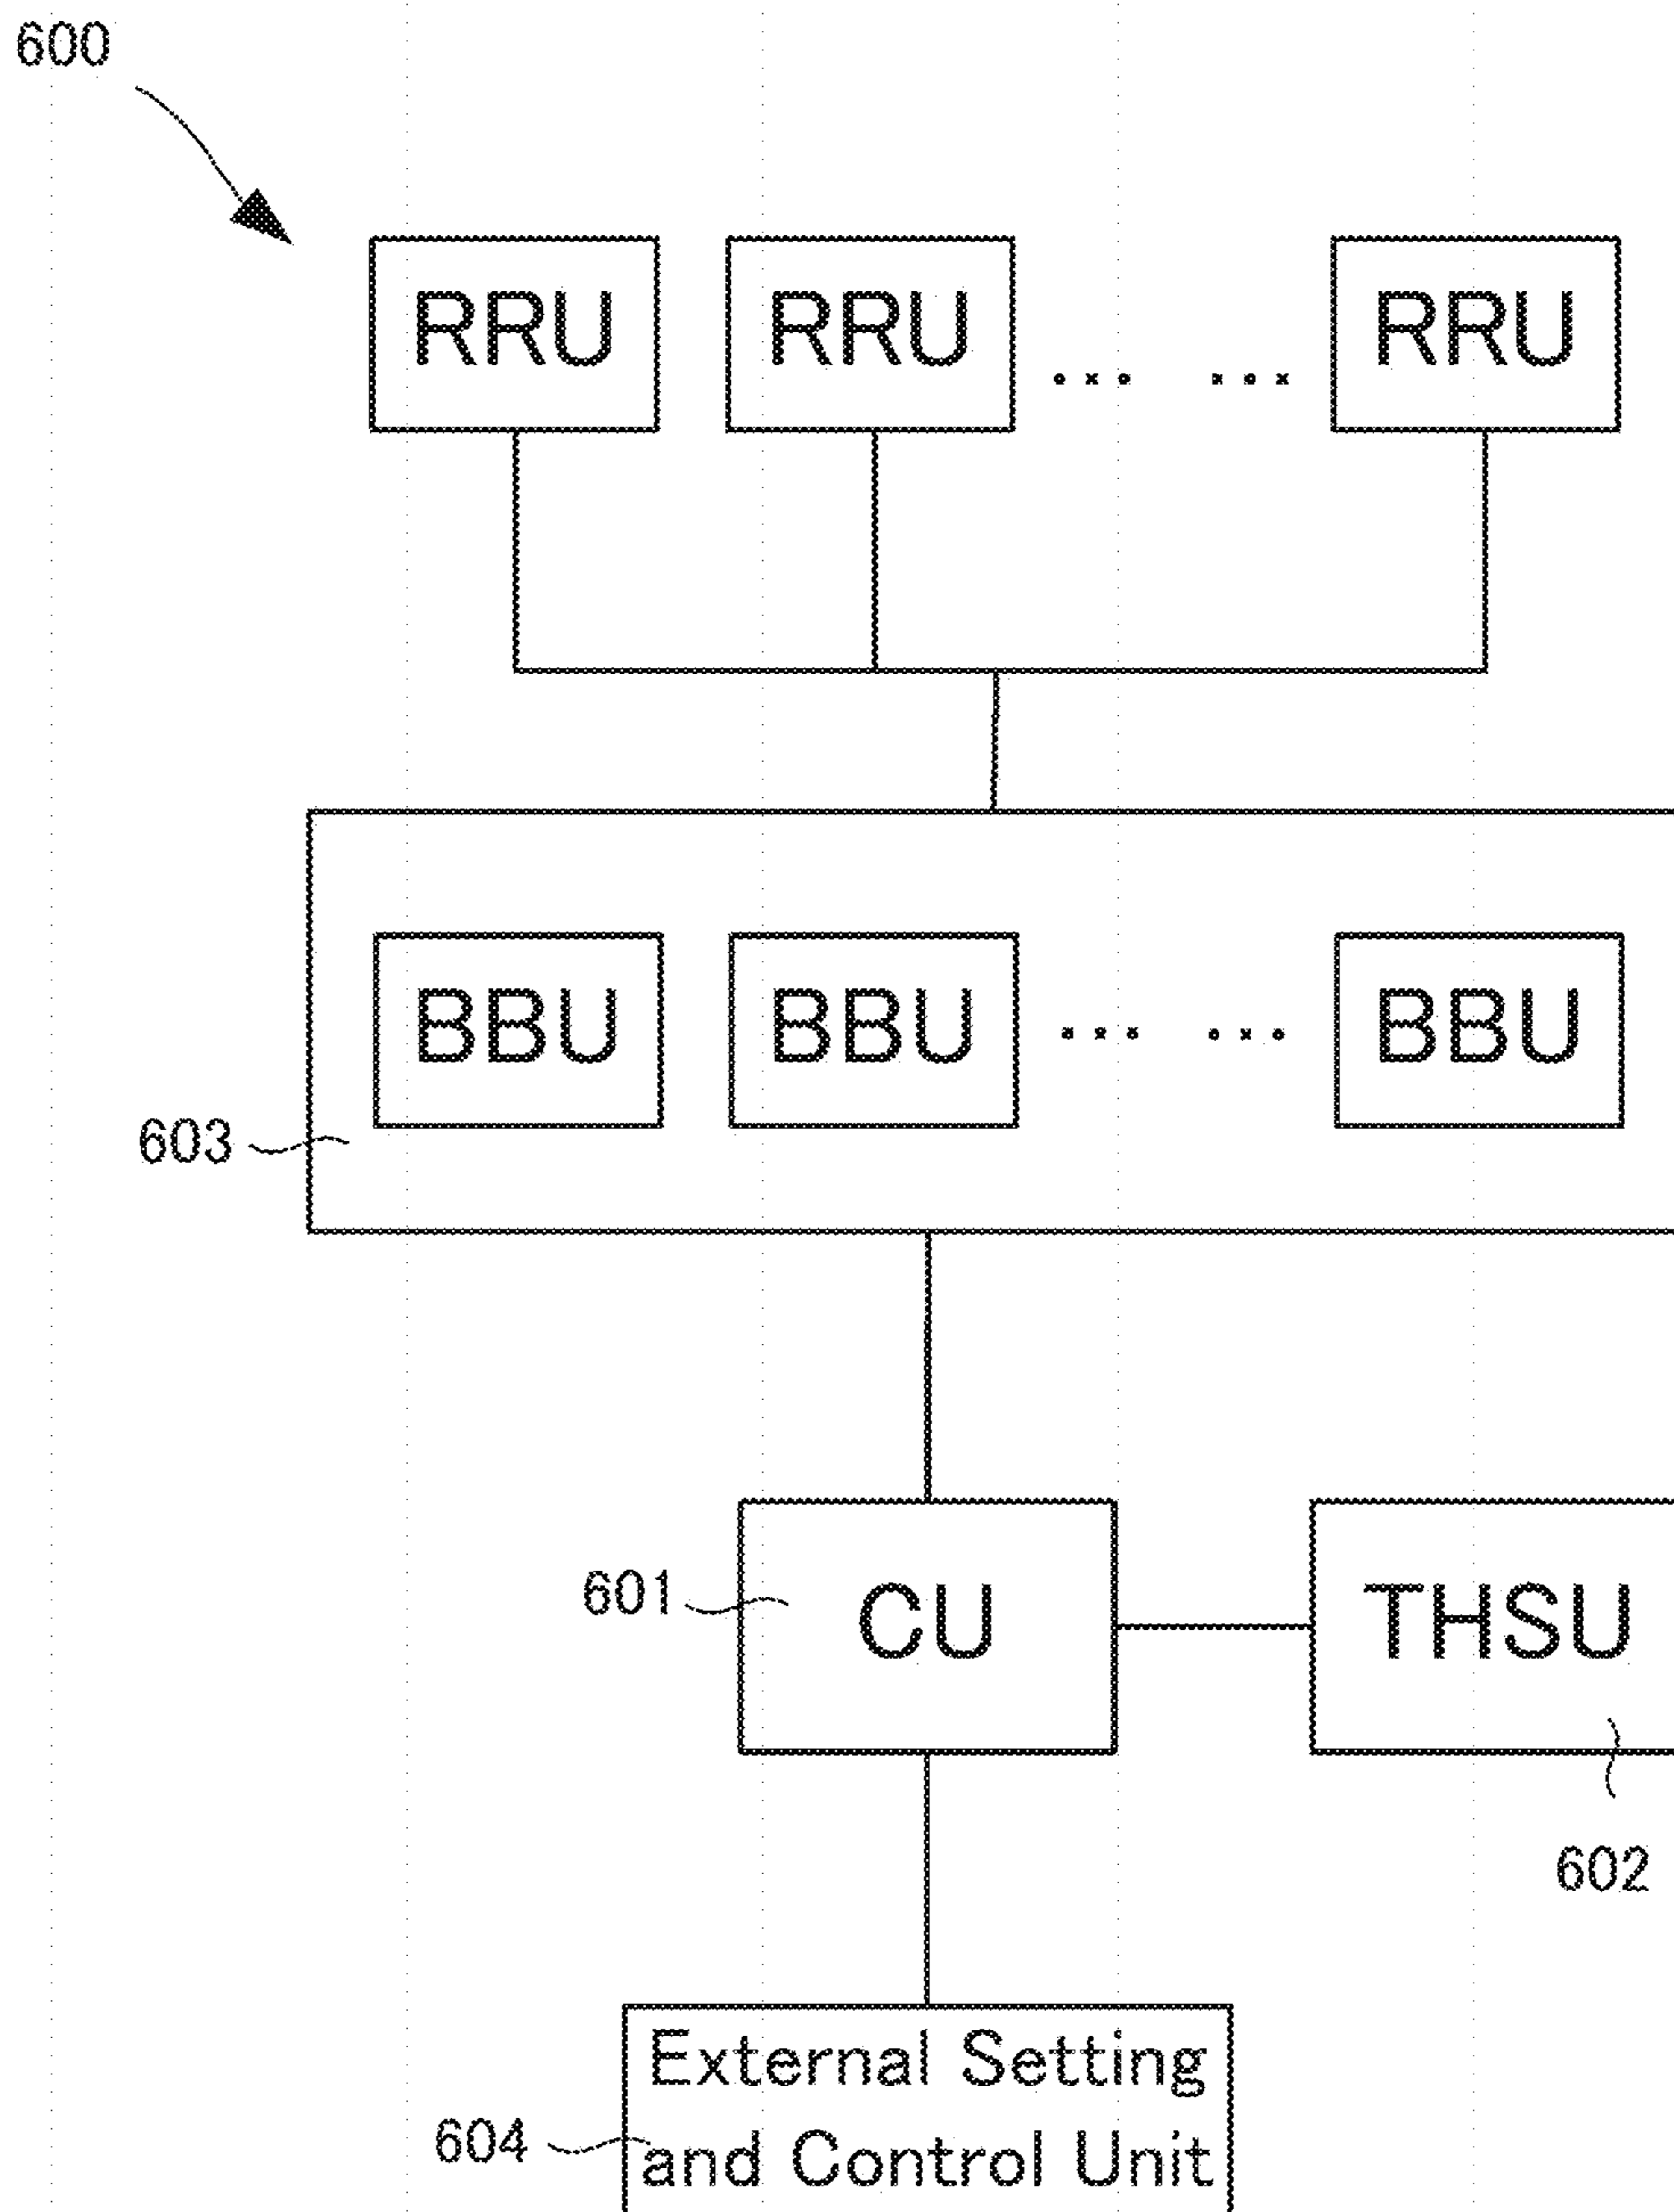 600
RRU RRU ... ... RRU
BBU BBU ... ... BBU
603
601 CU THSU
602
External Setting
604 and Control Unit